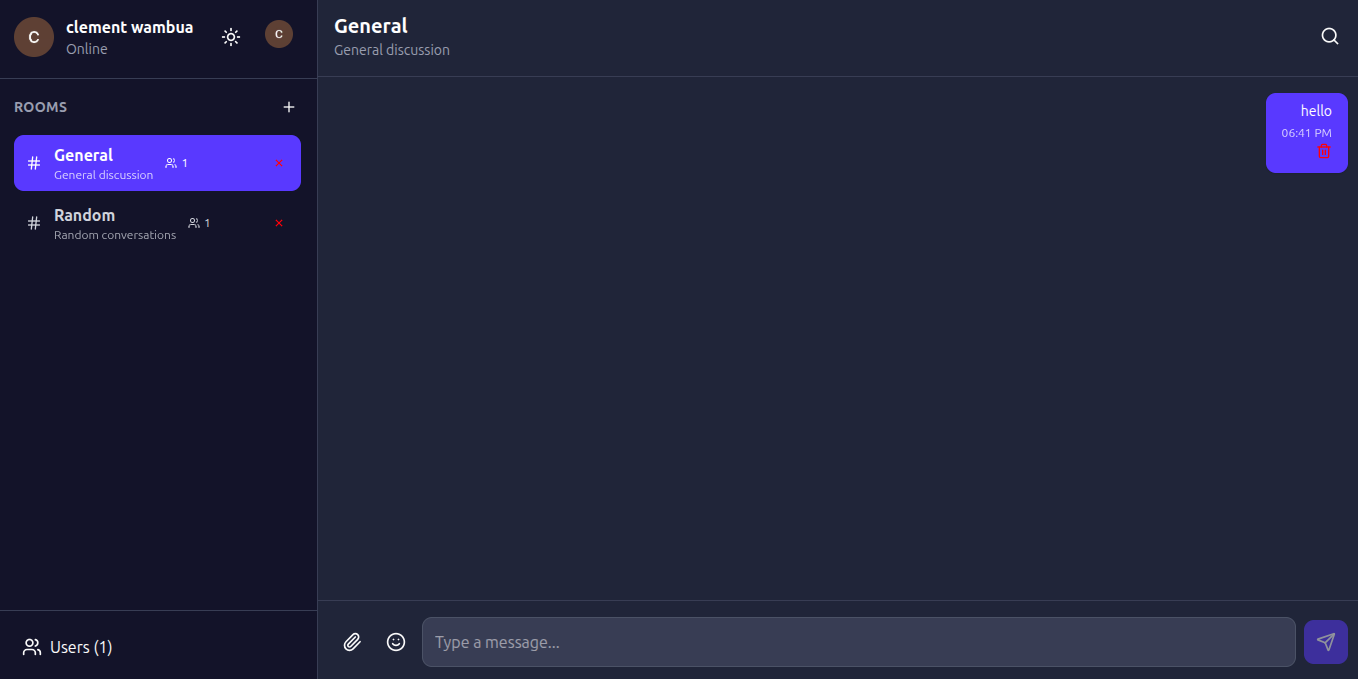 C
clement wambua
Online
C
ROOMS
General
General discussion
1
Random
Random conversations
1
Users (1)
General
General discussion
hello
06:41 PM
Type a message...